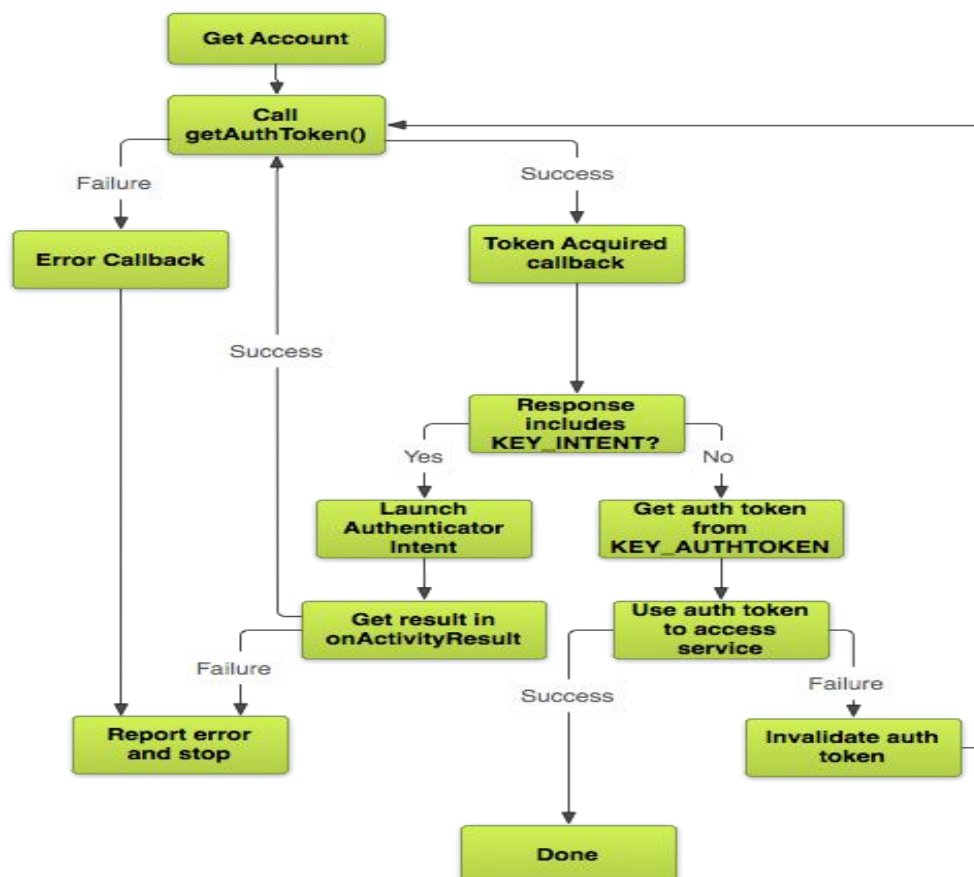 Get Account
Call
getAuthToken()
Failure
Success
Error Callback
Token Acquired
callback
Success
Response
includes
KEY_INTENT?
Yes
No
Launch
Authenticator
Intent
Get auth token
from
KEY_AUTHTOKEN
Get result in
onActivityResult
Use auth token
to access
service
Failure
Success
Failure
Report error
and stop
Invalidate auth
token
Done